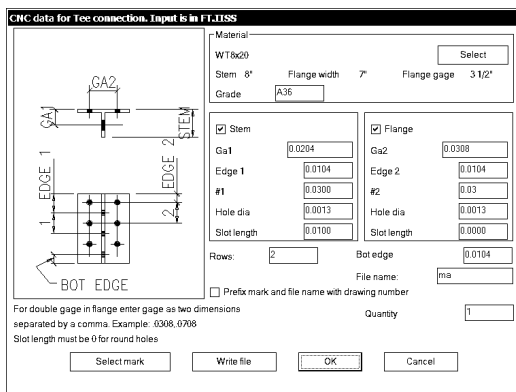 CNC data for Tee connection. Input is in FT.IISS
Material
WT8x20
Select
Stem 8" Flange width 7" Flange gage 3 1/2"
Grade A36
GA2
GA1
STEM
EDGE 1
EDGE 2
1
2
BOT EDGE
Stem
Ga1 0.0204
Edge 1 0.0104
#1 0.0300
Hole dia 0.0013
Slot length 0.0100
Flange
Ga2 0.0308
Edge 2 0.0104
#2 0.03
Hole dia 0.0013
Slot length 0.0000
Rows: 2
Bot edge 0.0104
File name: ma
Prefix mark and file name with drawing number
Quantity 1
For double gage in flange enter gage as two dimensions
separated by a comma. Example: .0308,.0708
Slot length must be 0 for round holes
Select mark Write file OK Cancel